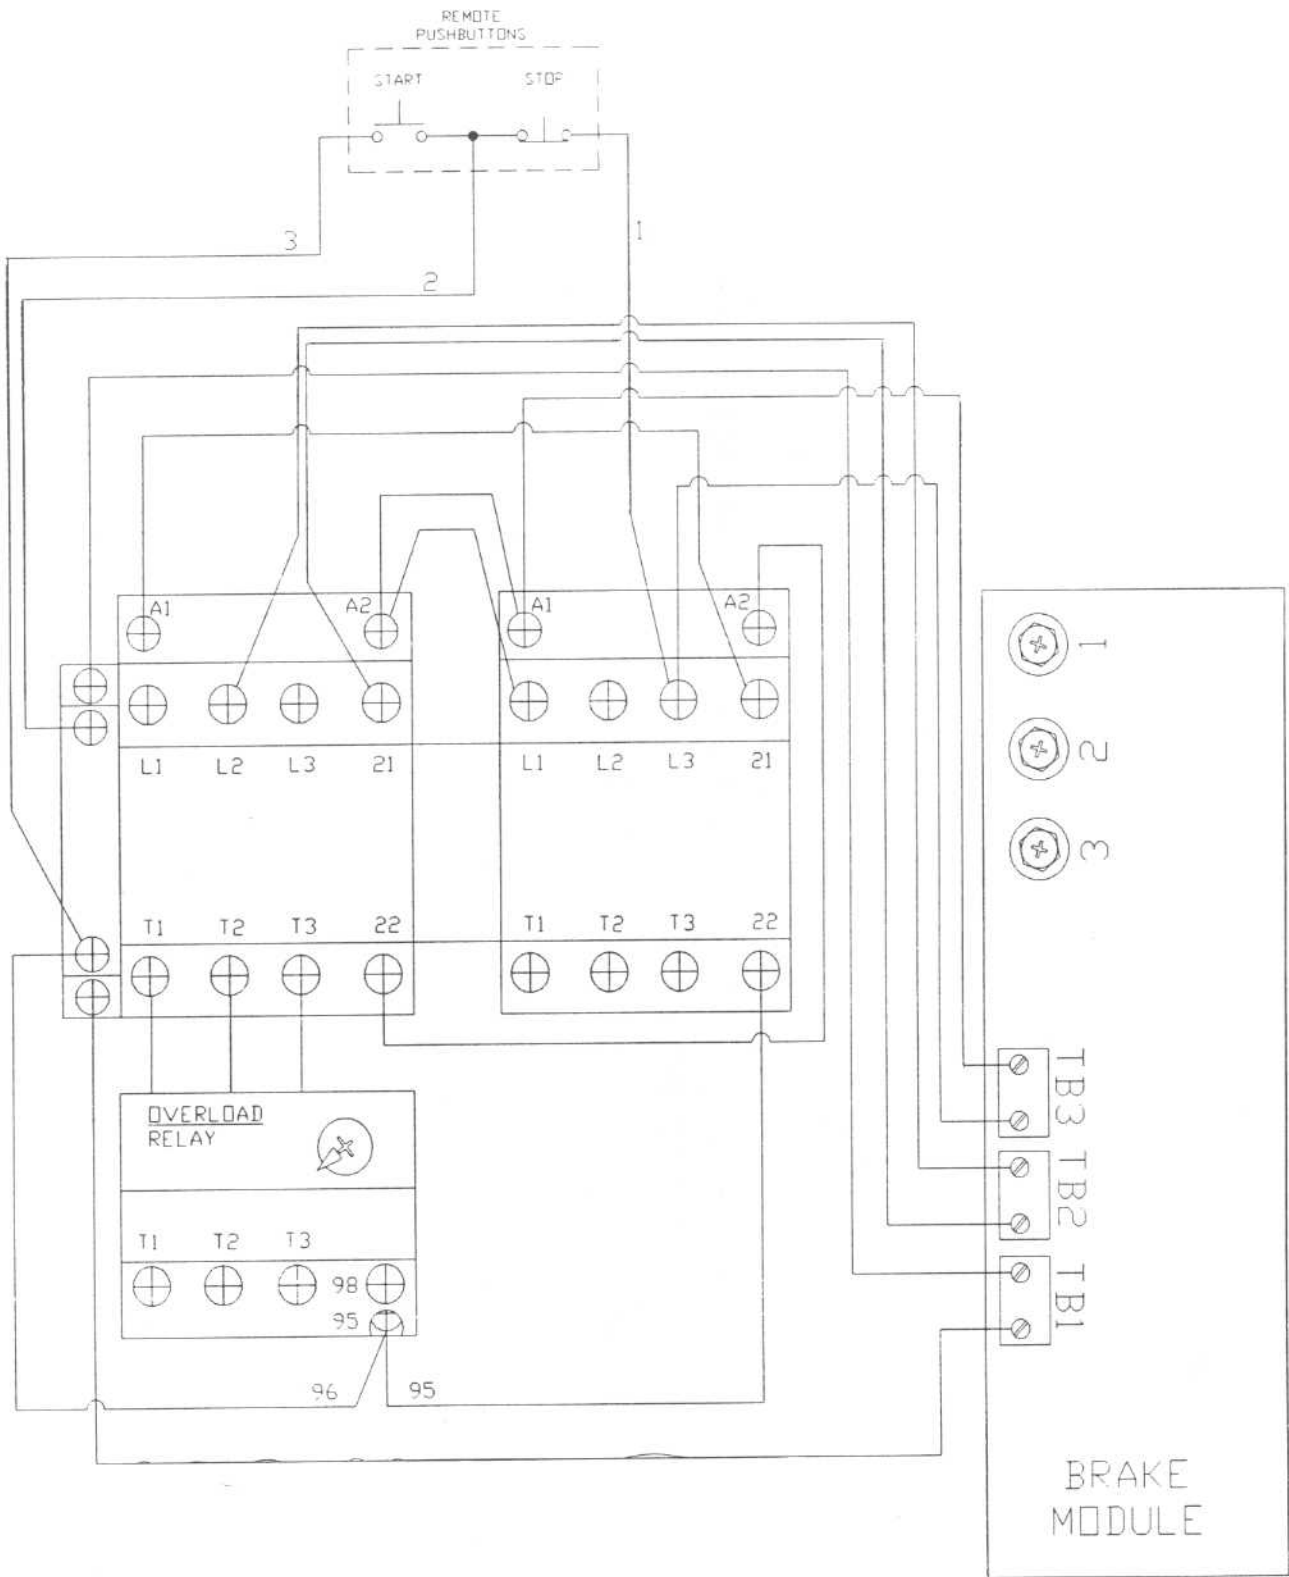 REMOTE
PUSHBUTTONS
START STOP
3
1
2
A1 A2 A1 A2
1
L1 L2 L3 21 L1 L2 L3 21
2
3
T1 T2 T3 22 T1 T2 T3 22
OVERLOAD
RELAY
TB3
TB2
T1 T2 T3
98
TB1
95
96 95
BRAKE
MODULE